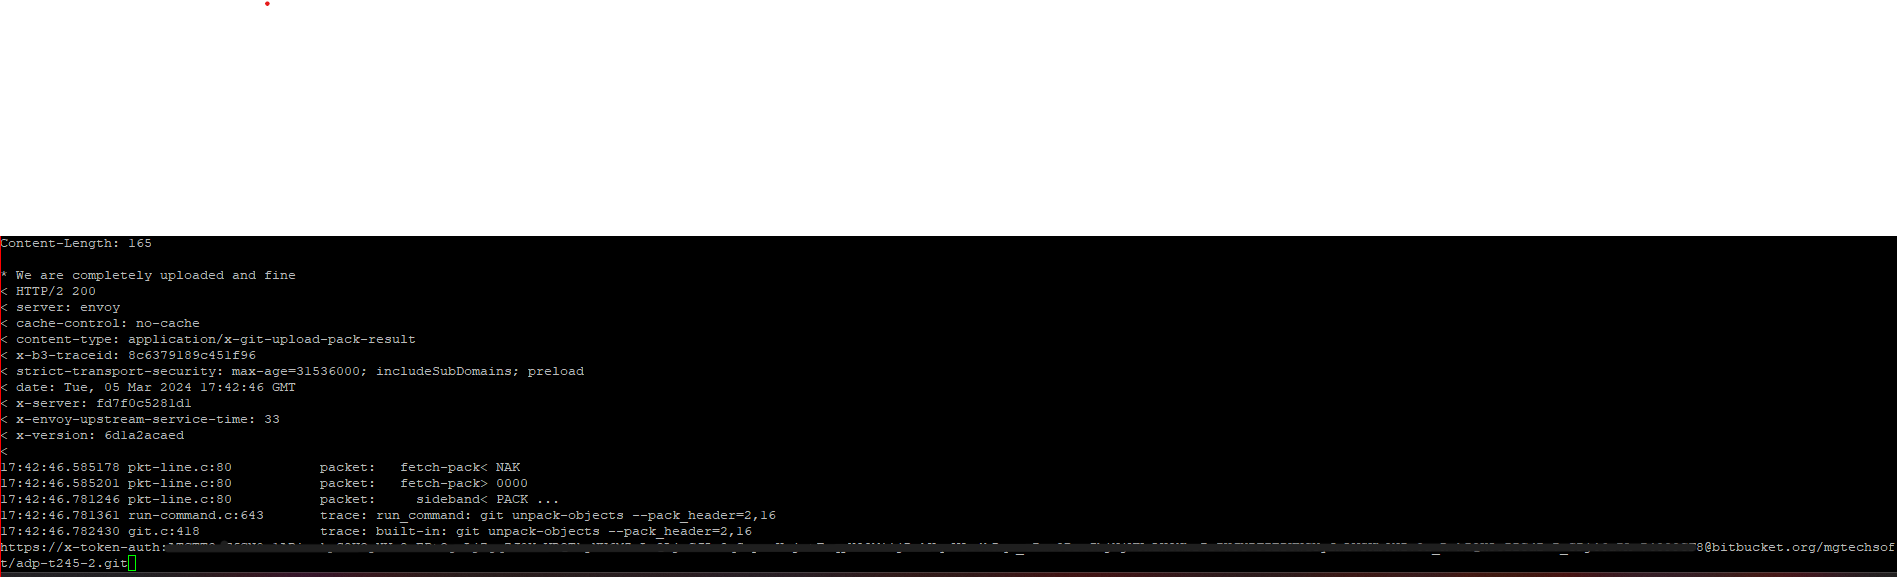 Content-Length: 165
* We are completely uploaded and fine
< HTTP/2 200
< server: envoy
< cache-control: no-cache
< content-type: application/x-git-upload-pack-result
< x-b3-traceid: 8c6379189c451f96
< strict-transport-security: max-age=31536000; includeSubDomains; preload
< date: Tue, 05 Mar 2024 17:42:46 GMT
< x-server: fd7f0c5281d1
< x-envoy-upstream-service-time: 33
< x-version: 6d1a2acaed
<
17:42:46.585178 pkt-line.c:80 packet: fetch-pack< NAK
17:42:46.585201 pkt-line.c:80 packet: fetch-pack> 0000
17:42:46.781246 pkt-line.c:80 packet: sideband< PACK ...
17:42:46.781361 run-command.c:643 trace: run_command: git unpack-objects --pack_header=2,16
17:42:46.782430 git.c:418 trace: built-in: git unpack-objects --pack_header=2,16
https://x-token-auth: 8@bitbucket.org/mgtechsof
t/adp-t245-2.git